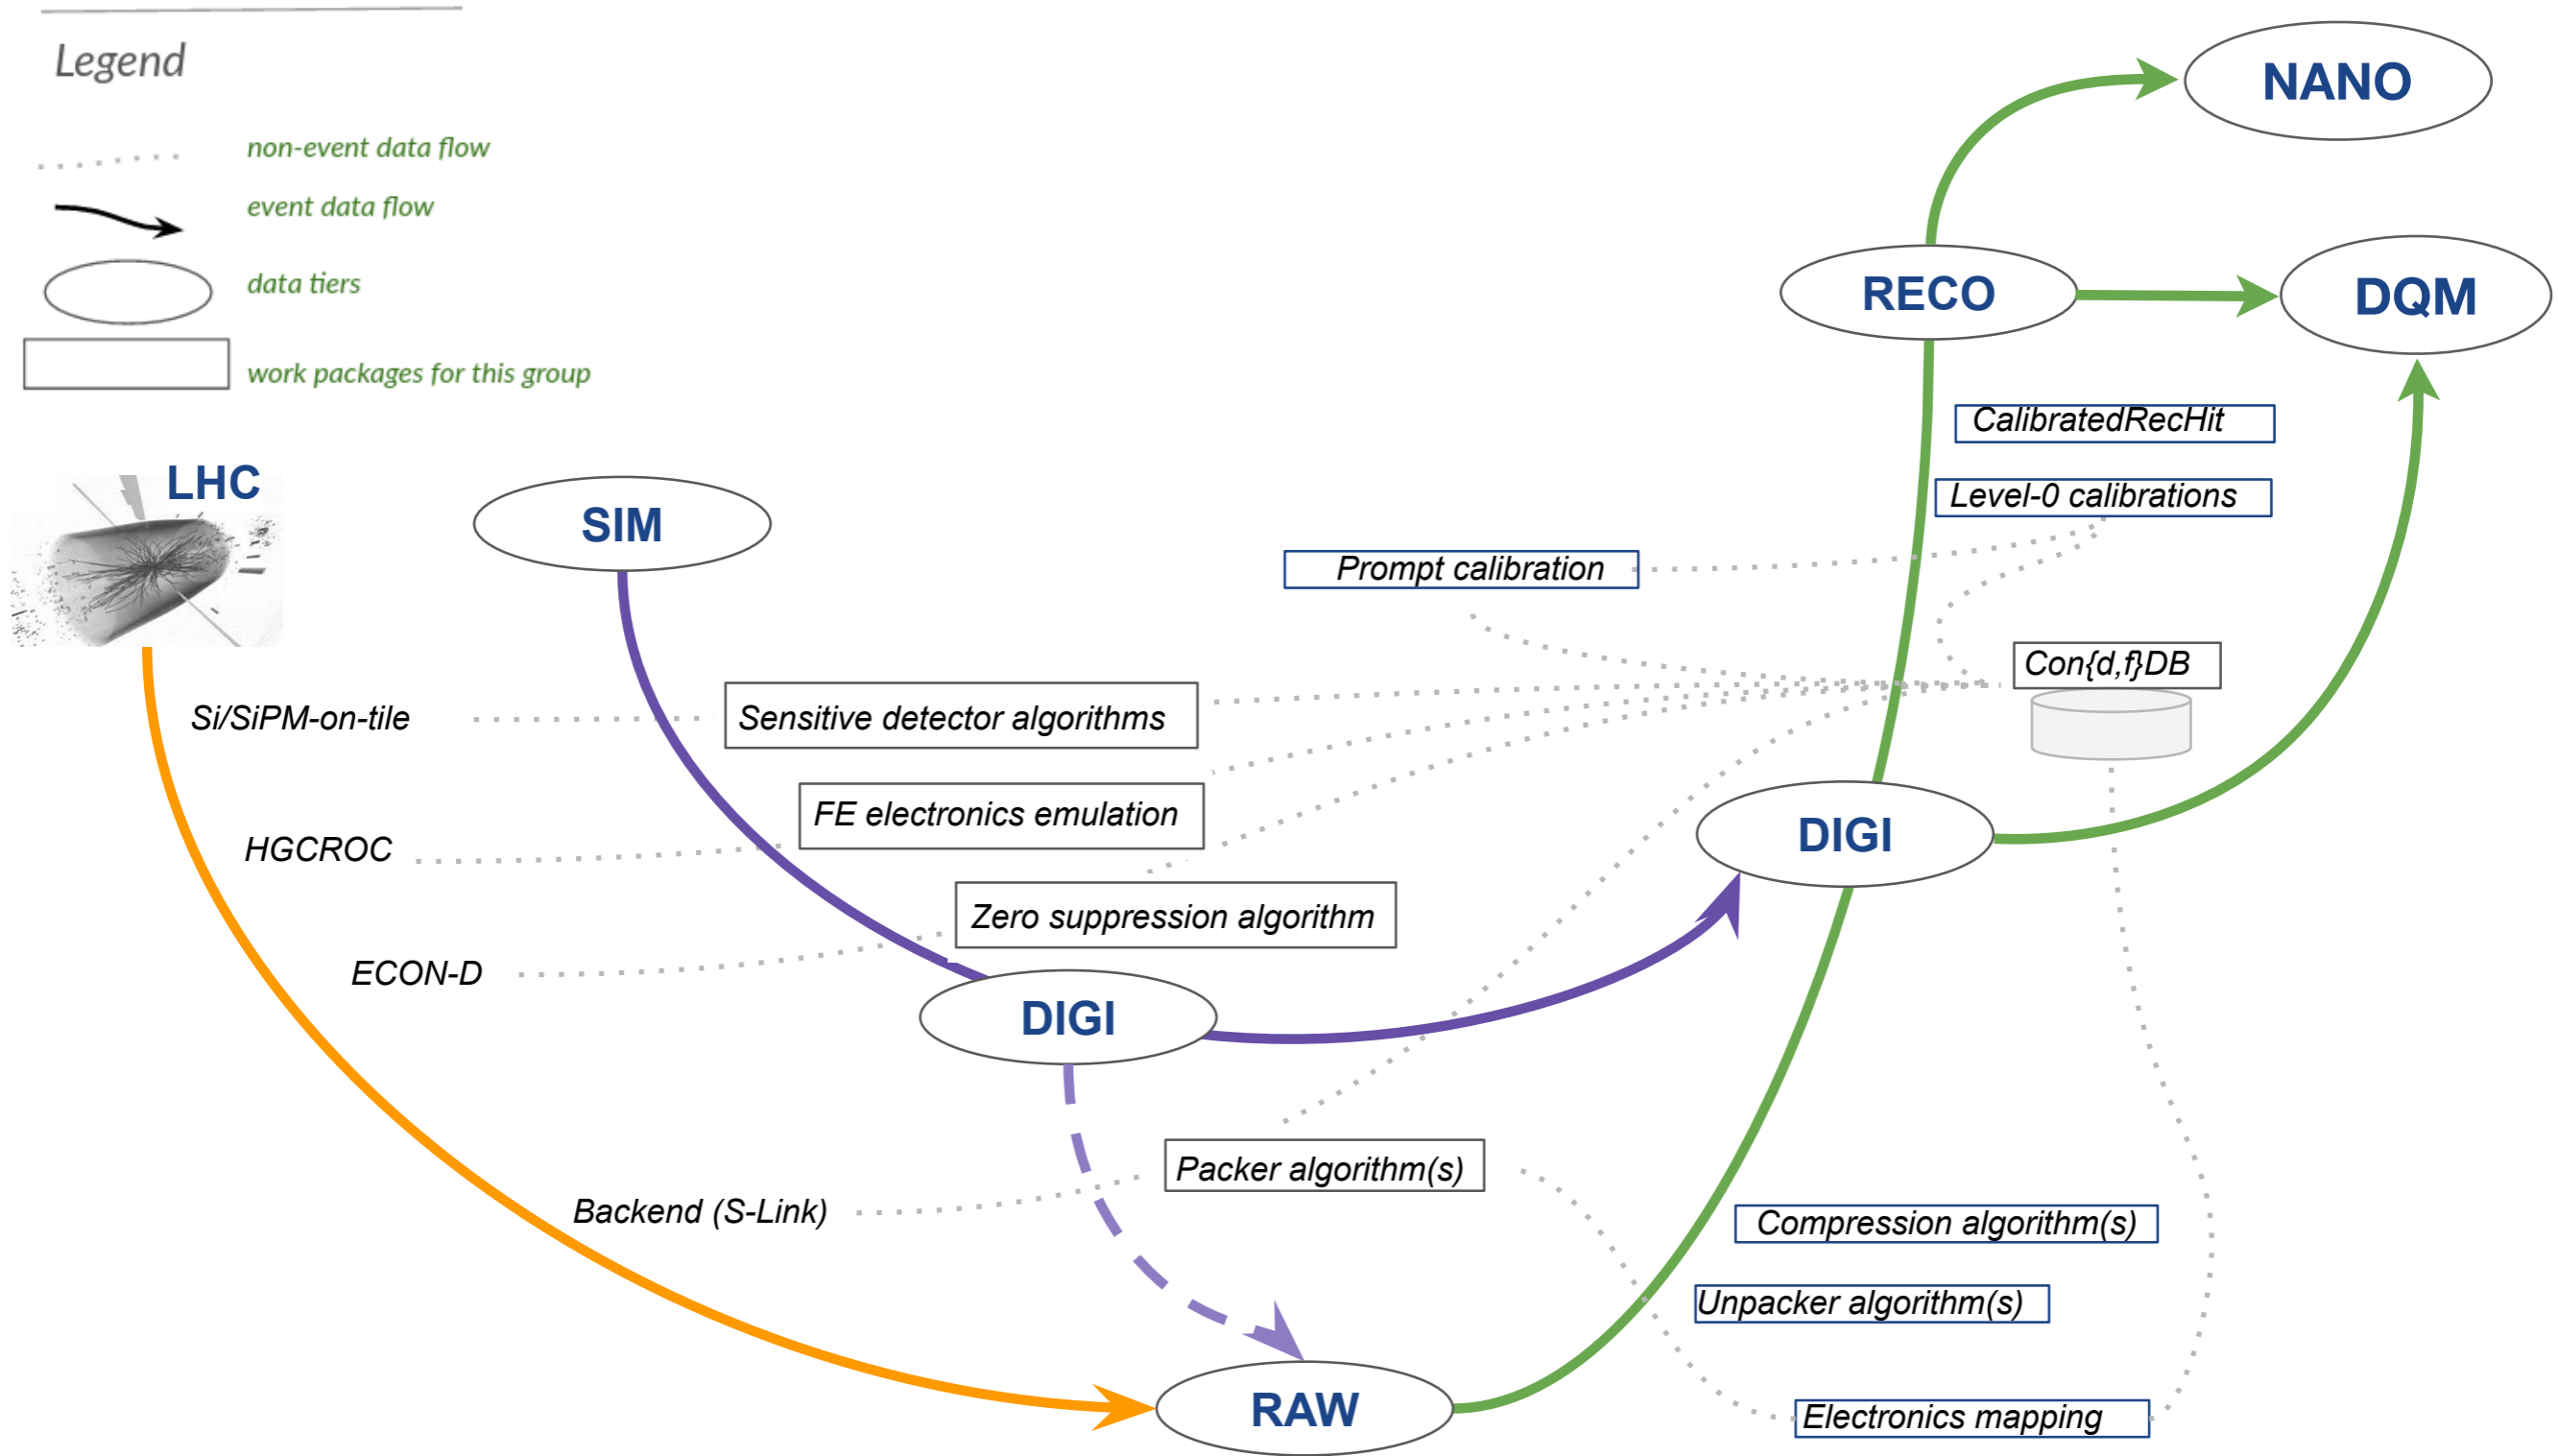 Legend
non-event data flow
event data flow
data tiers
work packages for this group
NANO
RECO
DQM
CalibratedRecHit
Level-0 calibrations
LHC
SIM
Prompt calibration
Con{d,f}DB
Si/SiPM-on-tile
Sensitive detector algorithms
FE electronics emulation
HGCROC
DIGI
Zero suppression algorithm
ECON-D
DIGI
Packer algorithm(s)
Backend (S-Link)
Compression algorithm(s)
Unpacker algorithm(s)
RAW
Electronics mapping